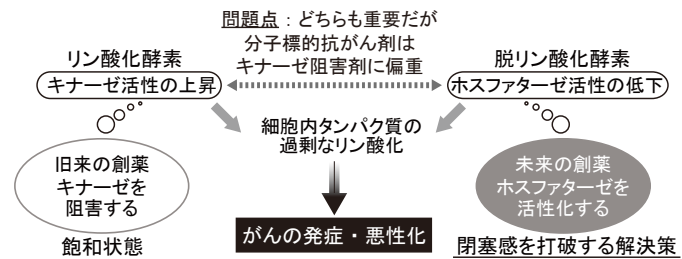 問題点：どちらも重要だが
分子標的抗がん剤は
キナーゼ阻害剤に偏重
リン酸化酵素
キナーゼ活性の上昇
脱リン酸化酵素
ホスファターゼ活性の低下
細胞内タンパク質の
過剰なリン酸化
旧来の創薬
キナーゼを
阻害する
飽和状態
未来の創薬
ホスファターゼを
活性化する
閉塞感を打破する解決策
がんの発症・悪性化